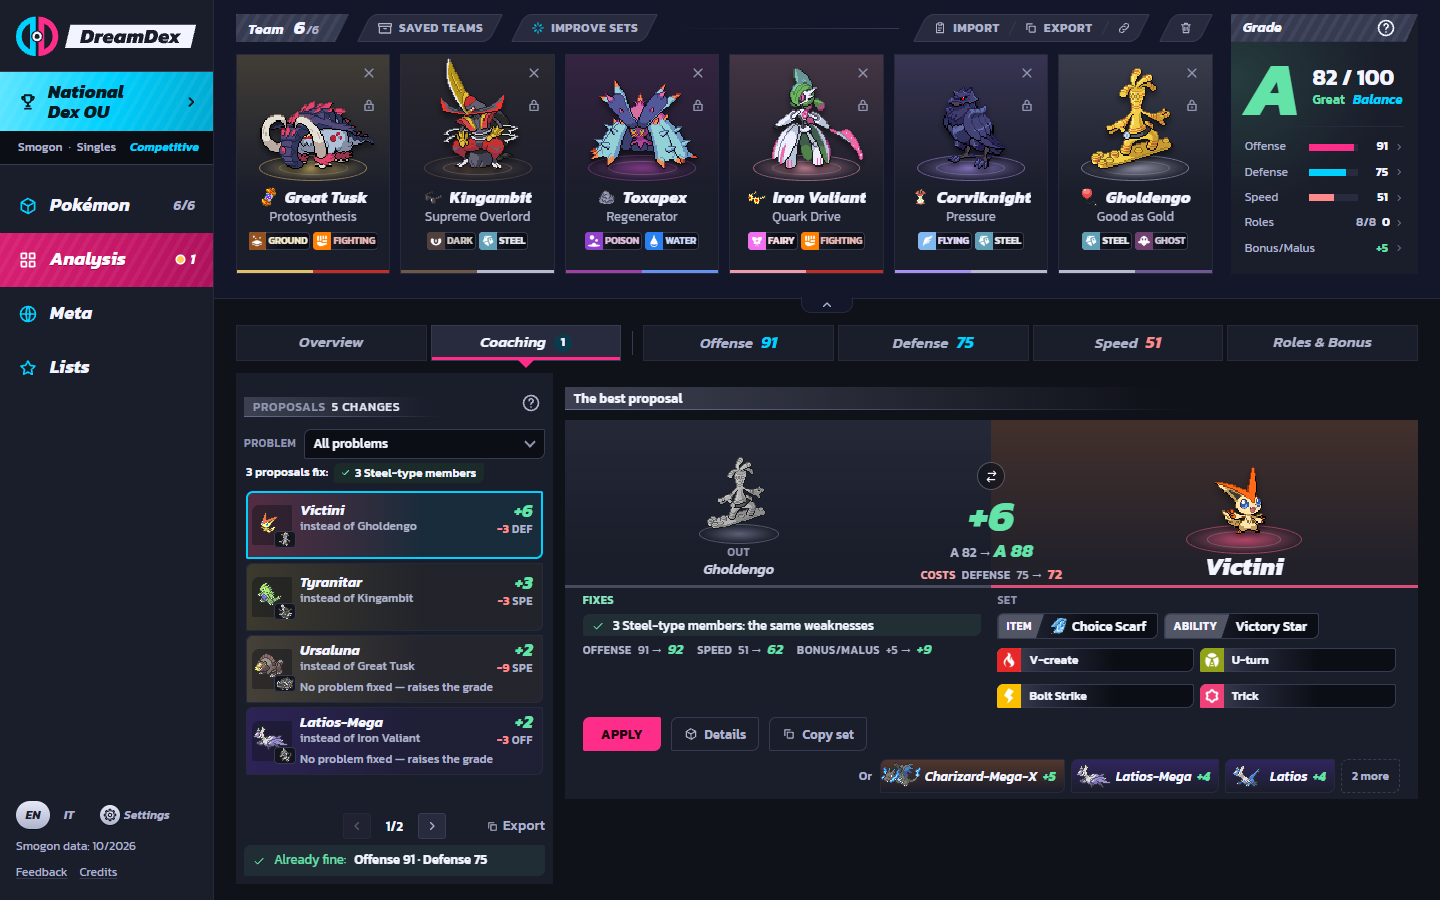 DreamDex
National
Dex OU
Smogon · Singles Competitive
Pokémon 6/6
Analysis 1
Meta
Lists
EN IT Settings
Smogon data: 10/2026
Feedback Credits
Team 6/6
SAVED TEAMS
IMPROVE SETS
IMPORT
EXPORT
Great Tusk
Protosynthesis
GROUND FIGHTING
Kingambit
Supreme Overlord
DARK STEEL
Toxapex
Regenerator
POISON WATER
Iron Valiant
Quark Drive
FAIRY FIGHTING
Corviknight
Pressure
FLYING STEEL
Gholdengo
Good as Gold
STEEL GHOST
Grade
A 82 / 100
Great Balance
Offense 91
Defense 75
Speed 51
Roles 8/8 0
Bonus/Malus +5
Overview
Coaching 1
Offense 91
Defense 75
Speed 51
Roles & Bonus
PROPOSALS 5 CHANGES
PROBLEM All problems
3 proposals fix: 3 Steel-type members
Victini +6
instead of Gholdengo -3 DEF
Tyranitar +3
instead of Kingambit -3 SPE
Ursaluna +2
instead of Great Tusk -9 SPE
No problem fixed — raises the grade
Latios-Mega +2
instead of Iron Valiant -3 OFF
No problem fixed — raises the grade
1/2 Export
Already fine: Offense 91 · Defense 75
The best proposal
OUT
Gholdengo
+6
A 82 → A 88
COSTS DEFENSE 75 → 72
Victini
FIXES
3 Steel-type members: the same weaknesses
OFFENSE 91 → 92 SPEED 51 → 62 BONUS/MALUS +5 → +9
SET
ITEM Choice Scarf ABILITY Victory Star
V-create U-turn
Bolt Strike Trick
APPLY Details Copy set
Or Charizard-Mega-X +5 Latios-Mega +4 Latios +4 2 more